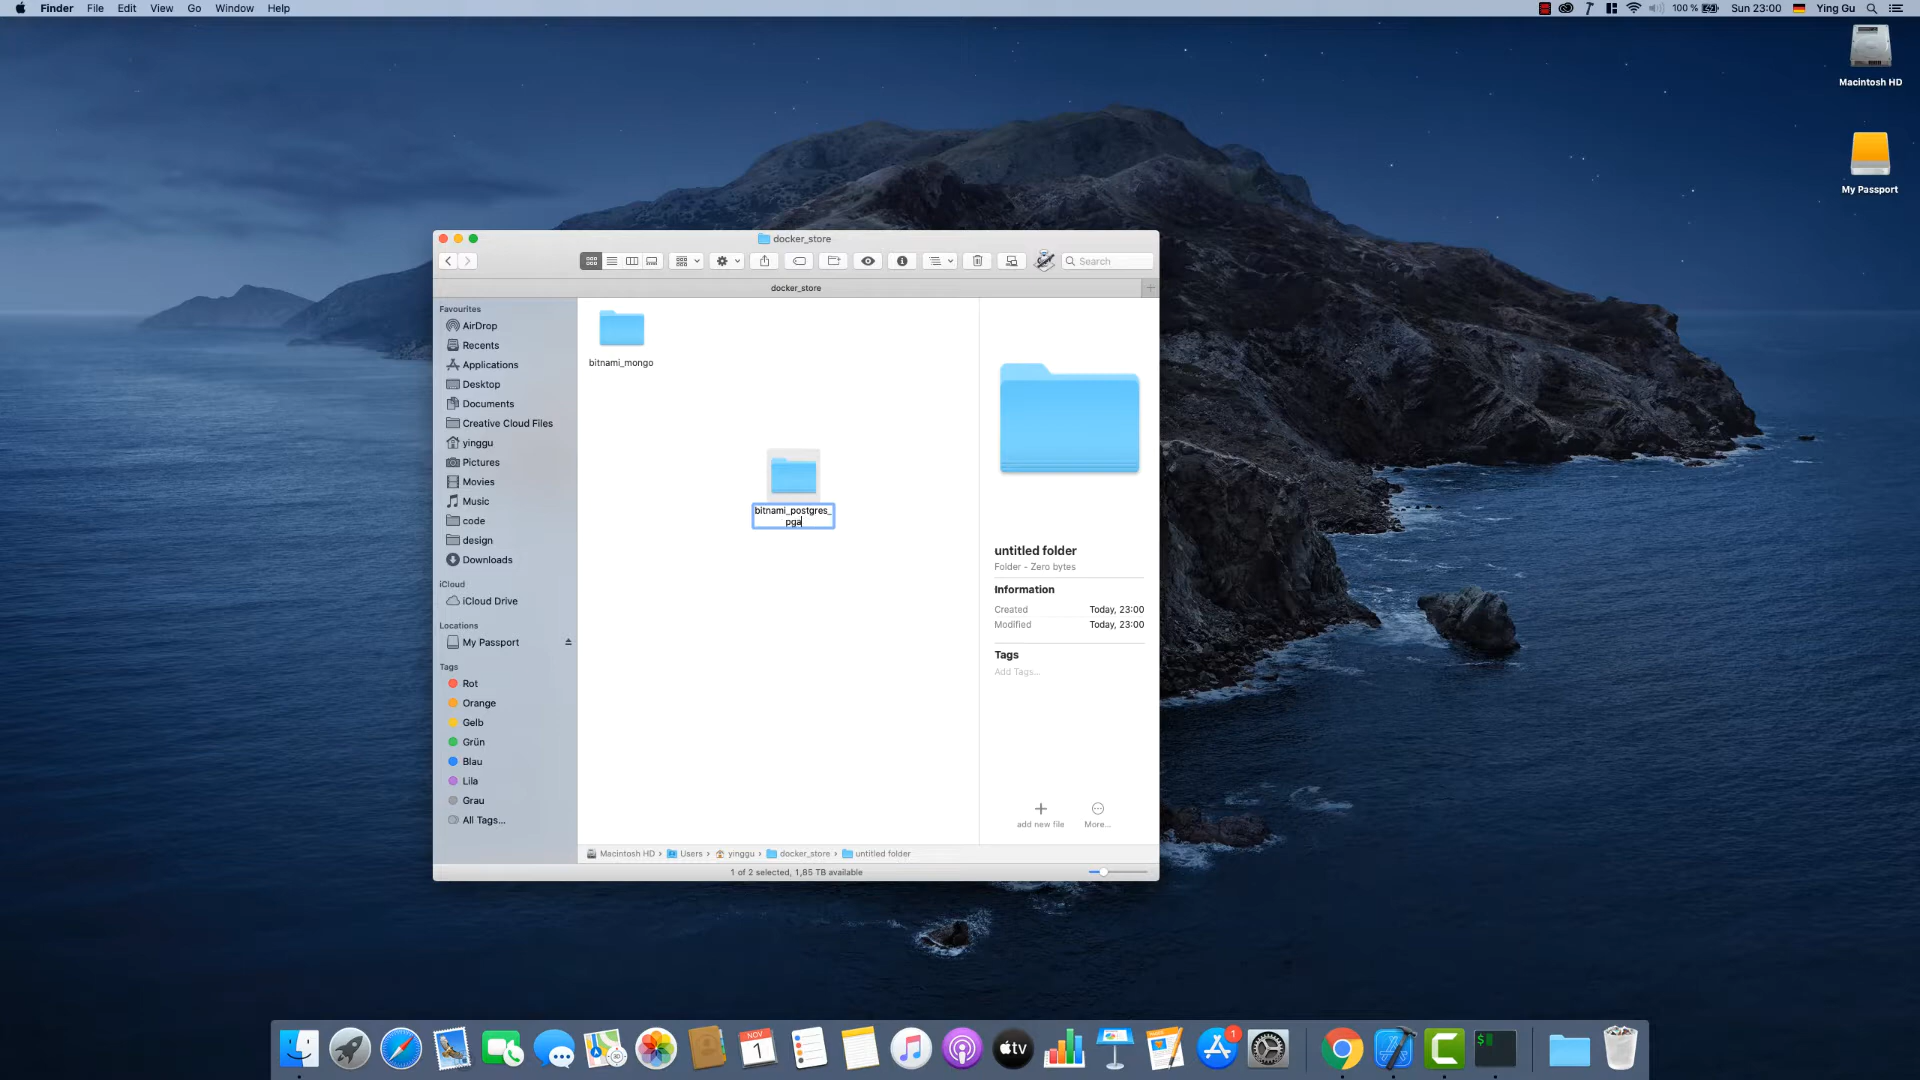 Finder File Edit View Go Window Help 100 % Sun 23:00 Ying Gu
Macintosh HD
My Passport
docker_store
Search
docker_store
Favourites
AirDrop
Recents
Applications
Desktop
Documents
Creative Cloud Files
yinggu
Pictures
Movies
Music
code
design
Downloads
iCloud
iCloud Drive
Locations
My Passport
Tags
Rot
Orange
Gelb
Grün
Blau
Lila
Grau
All Tags...
bitnami_mongo
bitnami_postgres_
pga
untitled folder
Folder - Zero bytes
Information
Created Today, 23:00
Modified Today, 23:00
Tags
Add Tags...
add new file More...
Macintosh HD › Users › yinggu › docker_store › untitled folder
1 of 2 selected, 1,85 TB available
NOV
1
tv
1
$